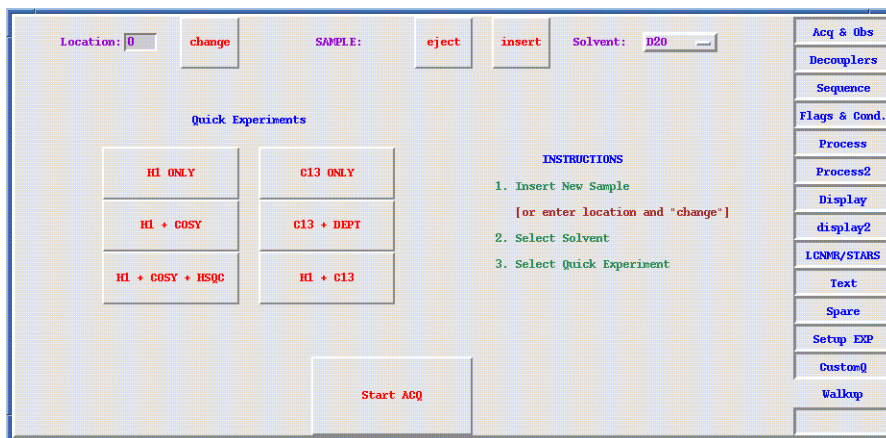 Location: 0 change SAMPLE: eject insert Solvent: D2O
Quick Experiments
H1 ONLY C13 ONLY
H1 + COSY C13 + DEPT
H1 + COSY + HSQC H1 + C13
INSTRUCTIONS
1. Insert New Sample
[or enter location and "change"]
2. Select Solvent
3. Select Quick Experiment
Start ACQ
Acq & Obs
Decouplers
Sequence
Flags & Cond.
Process
Process2
Display
display2
LCNMR/STARS
Text
Spare
Setup EXP
CustomQ
Walkup